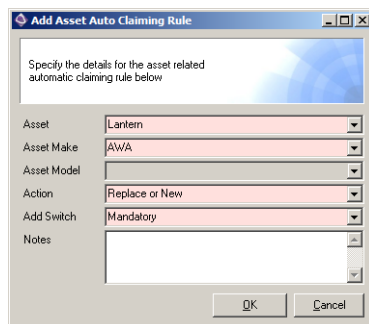 Add Asset Auto Claiming Rule
Specify the details for the asset related
automatic claiming rule below
Asset Lantern
Asset Make AWA
Asset Model
Action Replace or New
Add Switch Mandatory
Notes
OK Cancel